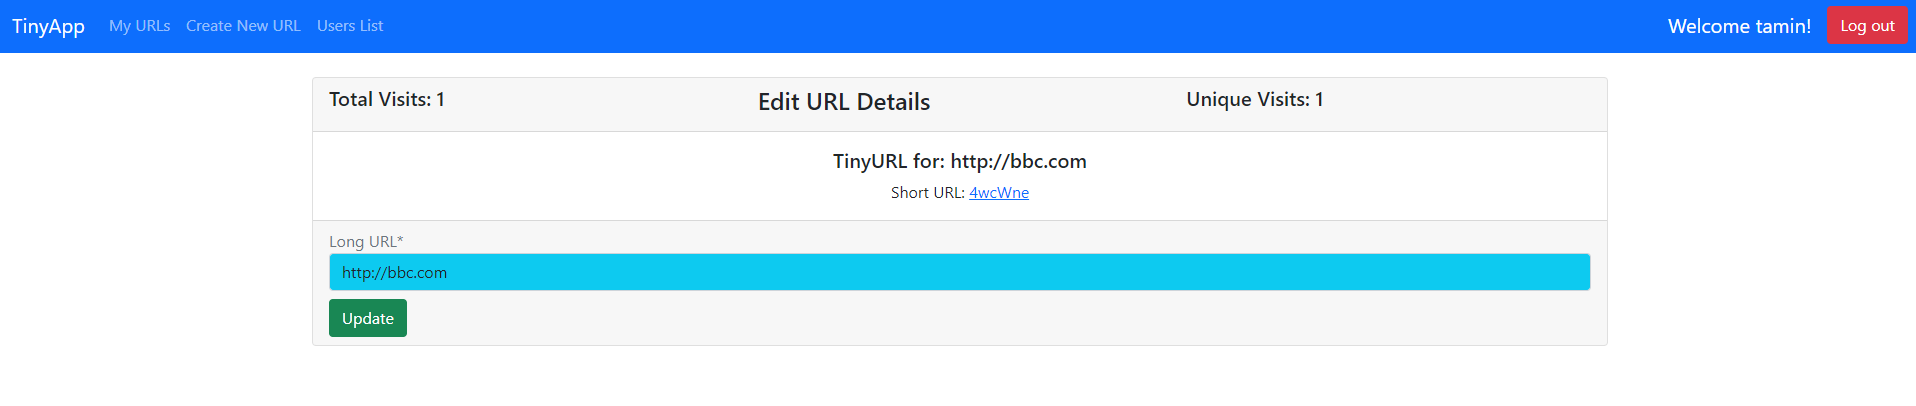 TinyApp My URLs Create New URL Users List Welcome tamin! Log out
Total Visits: 1 Edit URL Details Unique Visits: 1
TinyURL for: http://bbc.com
Short URL: 4wcWne
Long URL*
http://bbc.com
Update